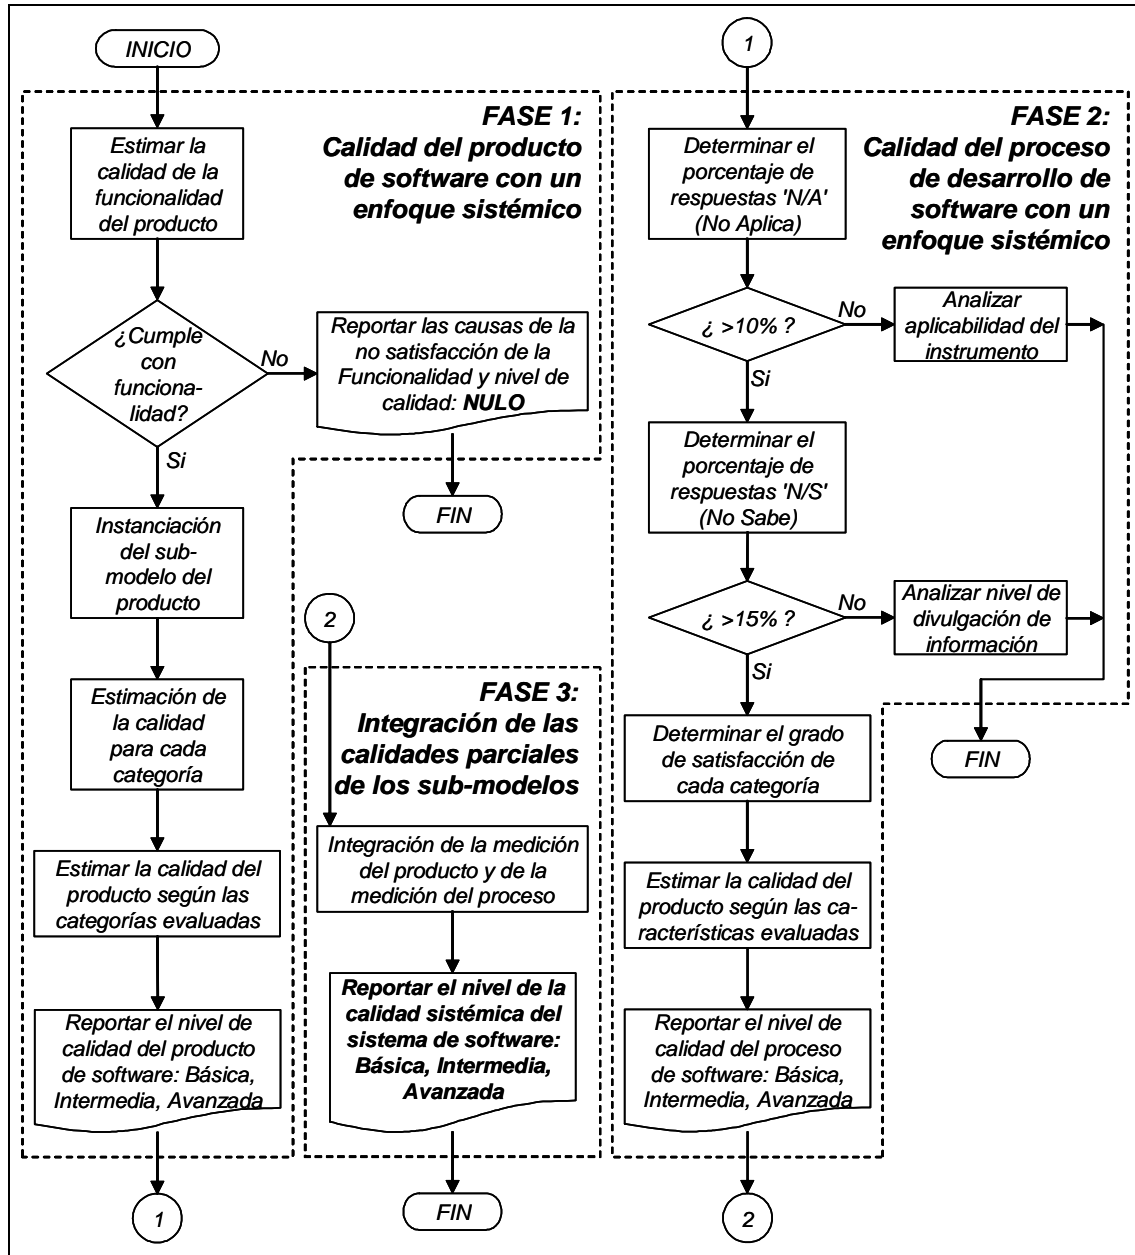 INICIO
FASE 1:
Calidad del producto
de software con un
enfoque sistémico
Estimar la
calidad de la
funcionalidad
del producto
¿Cumple
con
funciona-
lidad?
No
Reportar las causas de la
no satisfacción de la
Funcionalidad y nivel de
calidad: NULO
FIN
Si
Instanciación
del sub-
modelo del
producto
Estimación de
la calidad
para cada
categoría
Estimar la calidad del
producto según las
categorías evaluadas
Reportar el nivel de
calidad del producto
de software: Básica,
Intermedia, Avanzada
1
2
FASE 3:
Integración de las
calidades parciales
de los sub-modelos
Integración de la medición
del producto y de la
medición del proceso
Reportar el nivel de la
calidad sistémica del
sistema de software:
Básica, Intermedia,
Avanzada
FIN
1
FASE 2:
Calidad del proceso
de desarrollo de
software con un
enfoque sistémico
Determinar el
porcentaje de
respuestas 'N/A'
(No Aplica)
¿ >10% ?
No
Analizar
aplicabilidad del
instrumento
Si
Determinar el
porcentaje de
respuestas 'N/S'
(No Sabe)
¿ >15% ?
No
Analizar nivel de
divulgación de
información
FIN
Si
Determinar el grado
de satisfacción de
cada categoría
Estimar la calidad del
producto según las ca-
racterísticas evaluadas
Reportar el nivel de
calidad del proceso
de software: Básica,
Intermedia, Avanzada
2